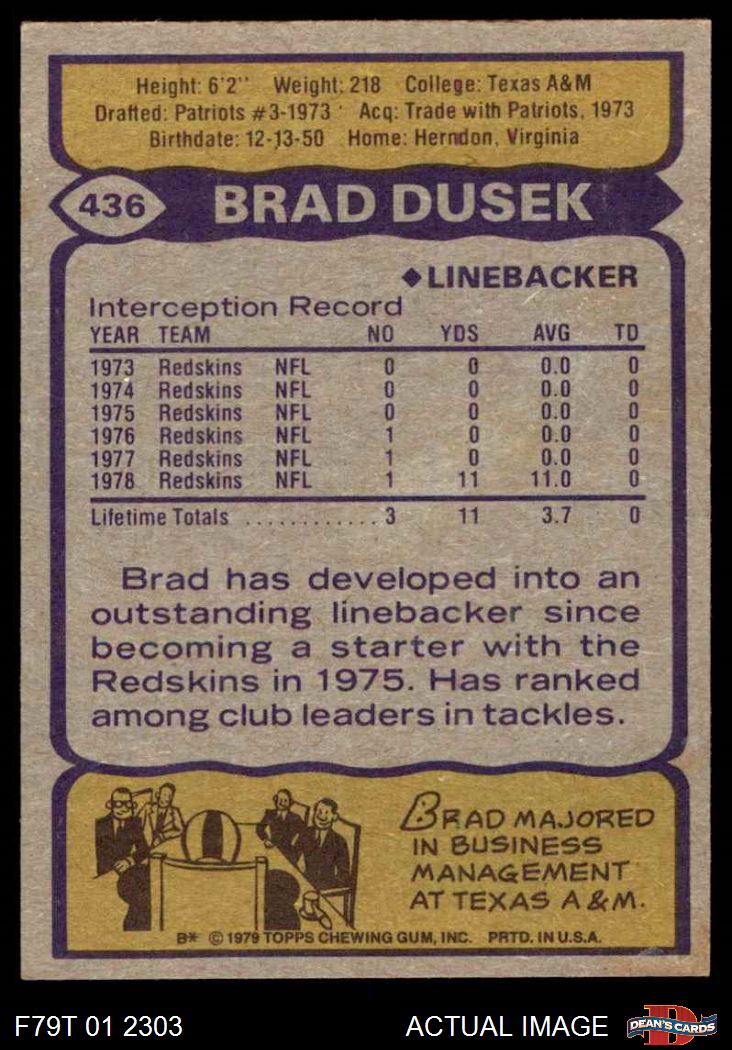 Height: 6'2" Weight: 218 College: Texas A&M
Drafted: Patriots #3-1973 Acq: Trade with Patriots, 1973
Birthdate: 12-13-50 Home: Herndon, Virginia
436 BRAD DUSEK
◆LINEBACKER
Interception Record
YEAR TEAM NO YDS AVG TD
1973 Redskins NFL 0 0 0.0 0
1974 Redskins NFL 0 0 0.0 0
1975 Redskins NFL 0 0 0.0 0
1976 Redskins NFL 1 0 0.0 0
1977 Redskins NFL 1 0 0.0 0
1978 Redskins NFL 1 11 11.0 0
Lifetime Totals ............ 3 11 3.7 0
Brad has developed into an
outstanding linebacker since
becoming a starter with the
Redskins in 1975. Has ranked
among club leaders in tackles.
BRAD MAJORED
IN BUSINESS
MANAGEMENT
AT TEXAS A&M.
B* © 1979 TOPPS CHEWING GUM, INC. PRTD. IN U.S.A.
F79T 01 2303 ACTUAL IMAGE D DEAN'S CARDS